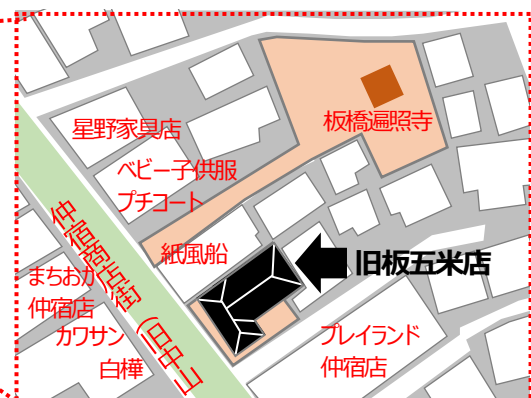 星野家具店
板橋遍照寺
ベビー子供服
プチコート
紙風船
旧板五米店
仲宿商店街(旧中山
まちおか
仲宿店
カワサン
白樺
プレイランド
仲宿店